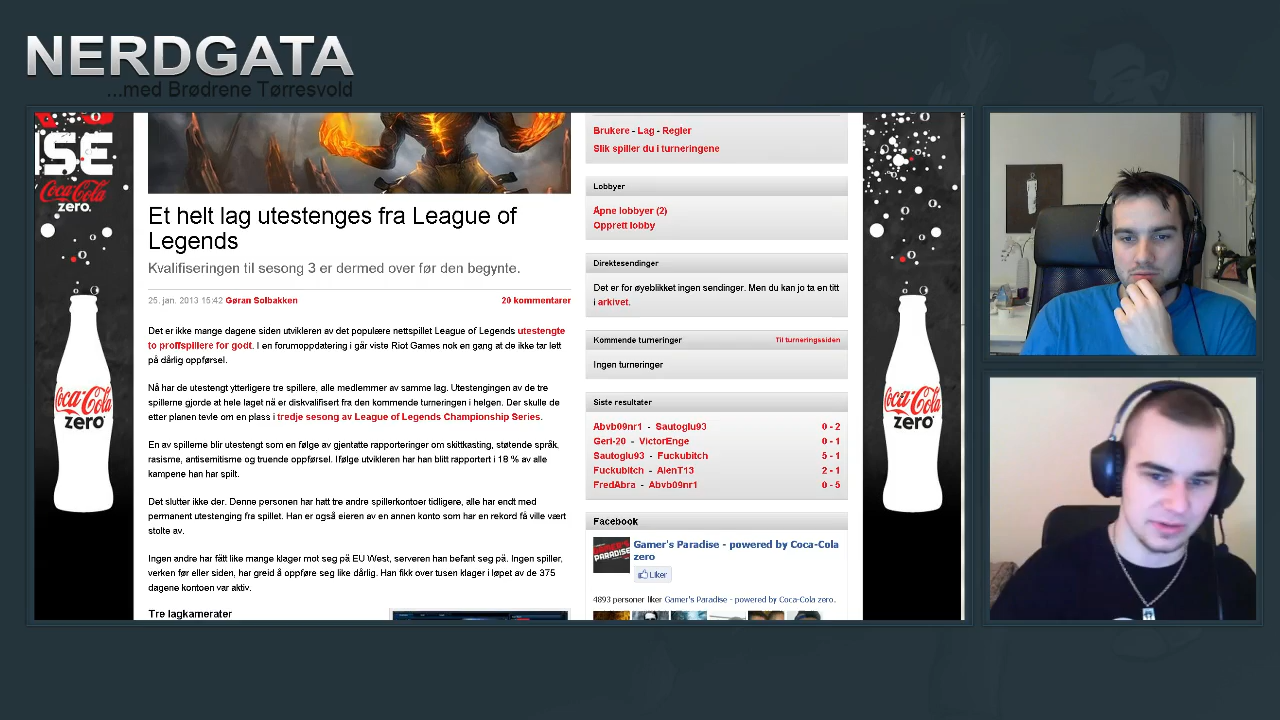 NERDGATA
...med Brødrene Tørresvold
ISE
Coca-Cola
zero.
Coca-Cola
zero
Et helt lag utestenges fra League of
Legends
Kvalifiseringen til sesong 3 er dermed over før den begynte.
25. jan. 2013 15:42 Gøran Solbakken
20 kommentarer
Det er ikke mange dagene siden utvikleren av det populære nettspillet League of Legends utestengte
to proffspillere for godt. I en forumoppdatering i går viste Riot Games nok en gang at de ikke tar lett
på dårlig oppførsel.
Nå har de utestengt ytterligere tre spillere, alle medlemmer av samme lag. Utestengingen av de tre
spillerne gjorde at hele laget nå er diskvalifisert fra den kommende turneringen i helgen. Der skulle de
etter planen tevle om en plass i tredje sesong av League of Legends Championship Series.
En av spillerne blir utestengt som en følge av gjentatte rapporteringer om skittkasting, støtende språk,
rasisme, antisemitisme og truende oppførsel. Ifølge utvikleren har han blitt rapportert i 18 % av alle
kampene han har spilt.
Det slutter ikke der. Denne personen har hatt tre andre spillerkontoer tidligere, alle har endt med
permanent utestenging fra spillet. Han er også eieren av en annen konto som har en rekord få ville vært
stolte av.
Ingen andre har fått like mange klager mot seg på EU West, serveren han befant seg på. Ingen spiller,
verken før eller siden, har greid å oppføre seg like dårlig. Han fikk over tusen klager i løpet av de 375
dagene kontoen var aktiv.
Tre lagkamerater
Brukere - Lag - Regler
Slik spiller du i turneringene
Lobbyer
Åpne lobbyer (2)
Opprett lobby
Direktesendinger
Det er for øyeblikket ingen sendinger. Men du kan jo ta en titt
i arkivet.
Kommende turneringer
Til turneringssiden
Ingen turneringer
Siste resultater
Abvb09nr1 - Sautoglu93 0 - 2
Geri-20 - VictorEnge 0 - 1
Sautoglu93 - Fuckubitch 5 - 1
Fuckubitch - AlenT13 2 - 1
FredAbra - Abvb09nr1 0 - 5
Facebook
PARADISE
Gamer's Paradise - powered by Coca-Cola
zero
Liker
4893 personer liker Gamer's Paradise - powered by Coca-Cola zero.
Coca-Cola
zero